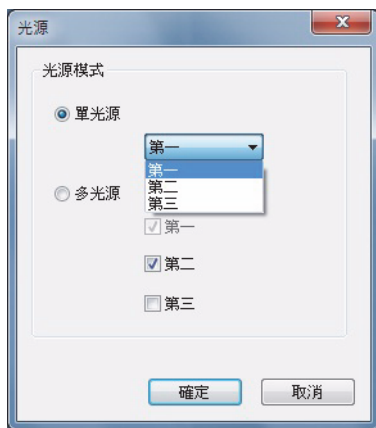 光源
光源模式
單光源
第一
第一
第二
多光源
第三
第一
第二
第三
確定
取消